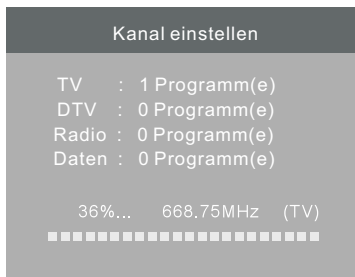 Kanal einstellen
TV : 1 Programm(e)
DTV : 0 Programm(e)
Radio : 0 Programm(e)
Daten : 0 Programm(e)
36%... 668.75MHz (TV)